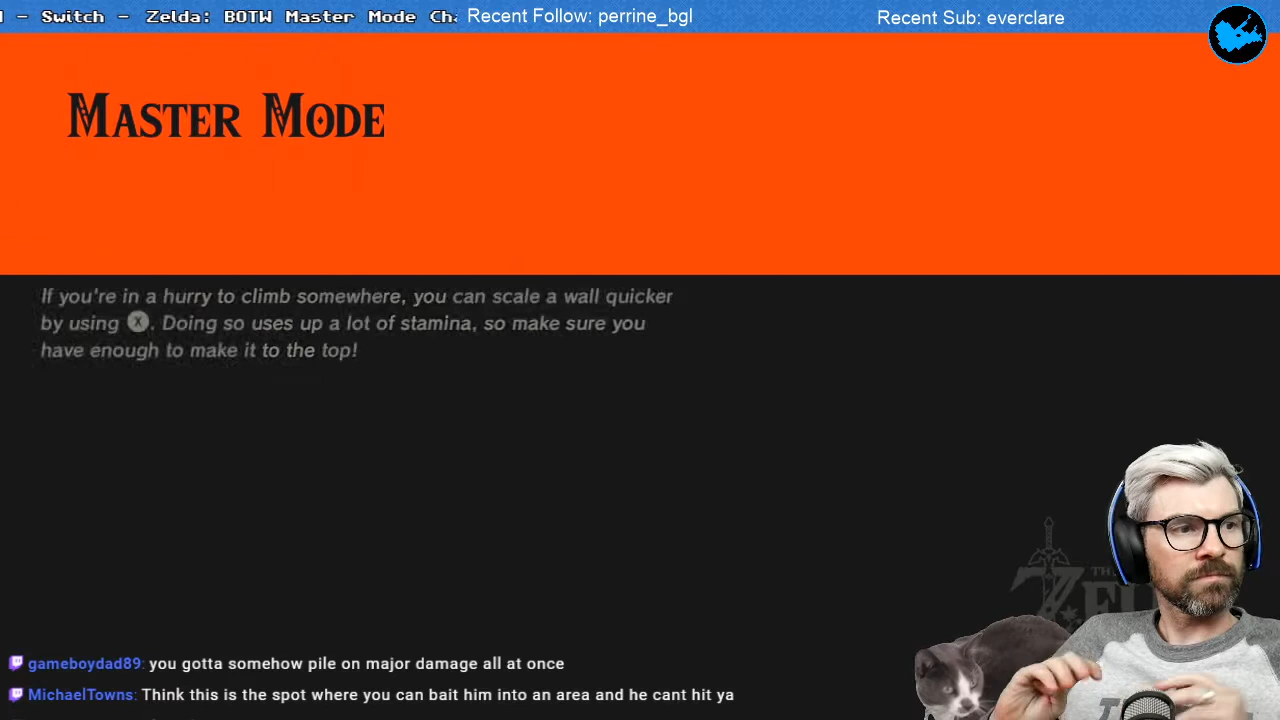 - Switch - Zelda: BOTW Master Mode Cha
Recent Follow: perrine_bgl
Recent Sub: everclare
MASTER MODE
If you're in a hurry to climb somewhere, you can scale a wall quicker
by using X. Doing so uses up a lot of stamina, so make sure you
have enough to make it to the top!
TH
ZEL
gameboydad89: you gotta somehow pile on major damage all at once
MichaelTowns: Think this is the spot where you can bait him into an area and he cant hit ya